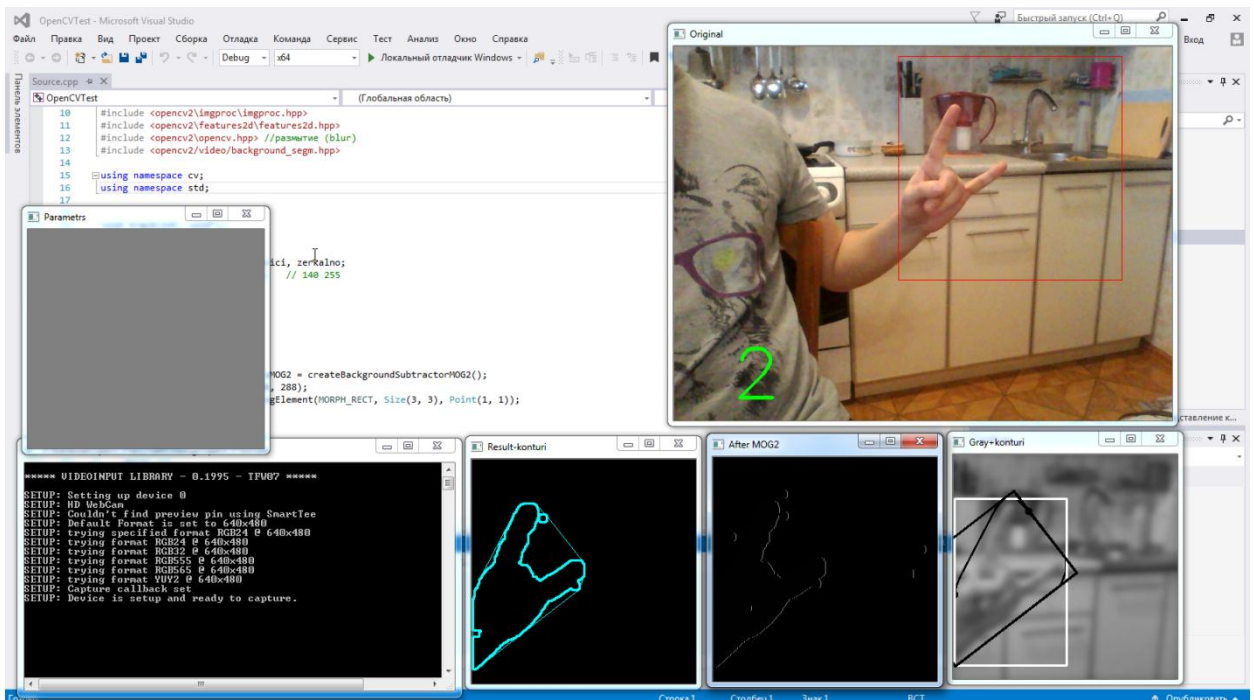 OpenCVTest - Microsoft Visual Studio
Быстрый запуск (Ctrl+Q)
Файл Правка Вид Проект Сборка Отладка Команда Сервис Тест Анализ Окно Справка
Вход
Debug x64 Локальный отладчик Windows
Панель элементов
Source.cpp
OpenCVTest (Глобальная область)
10 #include <opencv2\imgproc\imgproc.hpp>
11 #include <opencv2\features2d\features2d.hpp>
12 #include <opencv2\opencv.hpp> //размытие (blur)
13 #include <opencv2/video/background_segm.hpp>
14
15 using namespace cv;
16 using namespace std;
17
Parametrs
ici, zerkalno;
// 140 255
MOG2 = createBackgroundSubtractorMOG2();
, 288);
gElement(MORPH_RECT, Size(3, 3), Point(1, 1));
Original
2
ставление к...
***** VIDEOINPUT LIBRARY - 0.1995 - TFW07 *****
SETUP: Setting up device 0
SETUP: HD WebCam
SETUP: Couldn't find preview pin using SmartTee
SETUP: Default Format is set to 640x480
SETUP: trying specified format RGB24 @ 640x480
SETUP: trying format RGB24 @ 640x480
SETUP: trying format RGB32 @ 640x480
SETUP: trying format RGB555 @ 640x480
SETUP: trying format RGB565 @ 640x480
SETUP: trying format YUY2 @ 640x480
SETUP: Capture callback set
SETUP: Device is setup and ready to capture.
Result-konturi
After MOG2
Gray+konturi
Строка 1 Столбец 1 Знак 1 ВСТ Опубликовать